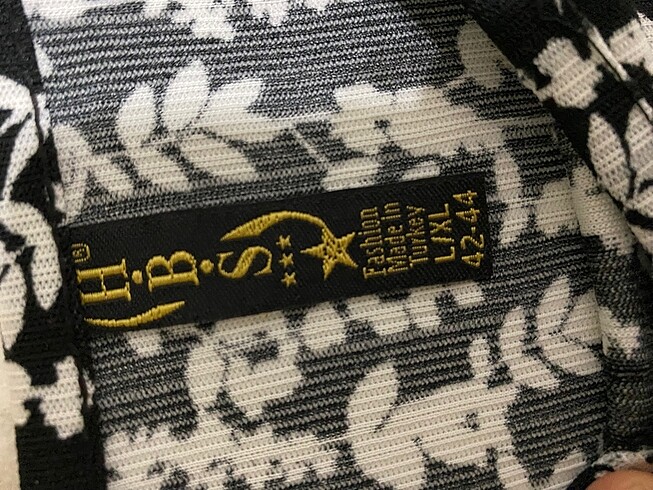 H.B.S
®
Fashion
Made In
Turkey
L/XL
42-44